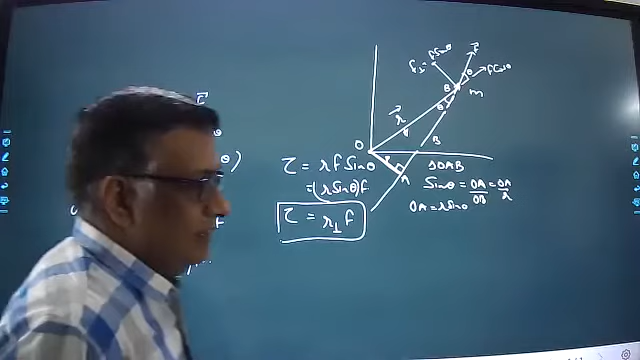 F⊥ = F sinθ
F⃗
F cosθ
θ
B
m
r⃗
θ
B
O
A
τ = r F Sinθ
= (r Sinθ) F
τ = r⊥ F
ΔOAB
Sinθ = OA/OB = OA/r
OA = r sinθ
τ⃗
θ)